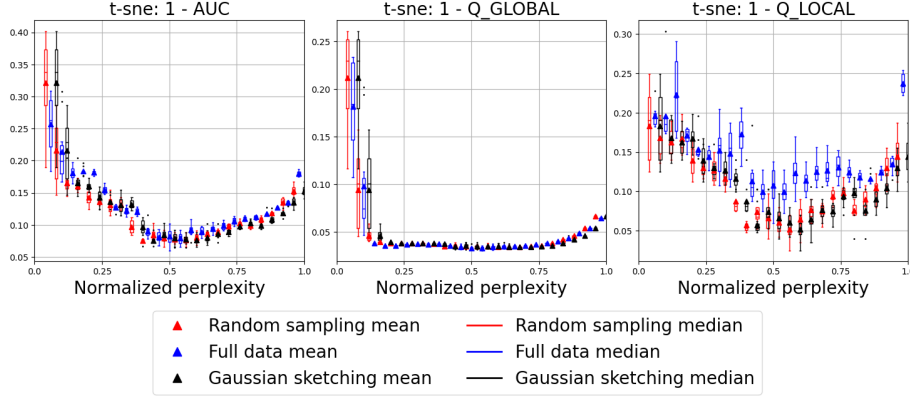 t-sne: 1 - AUC
t-sne: 1 - Q_GLOBAL
t-sne: 1 - Q_LOCAL
0.40
0.35
0.30
0.25
0.20
0.15
0.10
0.05
0.0 0.25 0.5 0.75 1.0
Normalized perplexity
0.25
0.20
0.15
0.10
0.05
0.0 0.25 0.5 0.75 1.0
Normalized perplexity
0.30
0.25
0.20
0.15
0.10
0.05
0.0 0.25 0.5 0.75 1.0
Normalized perplexity
Random sampling mean
Full data mean
Gaussian sketching mean
Random sampling median
Full data median
Gaussian sketching median